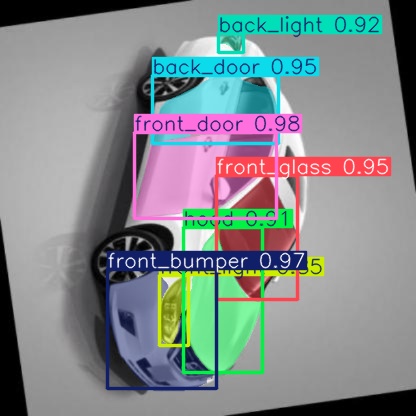 back_light 0.92
back_door 0.95
front_door 0.98
front_glass 0.95
hood 0.91
front_bumper 0.97